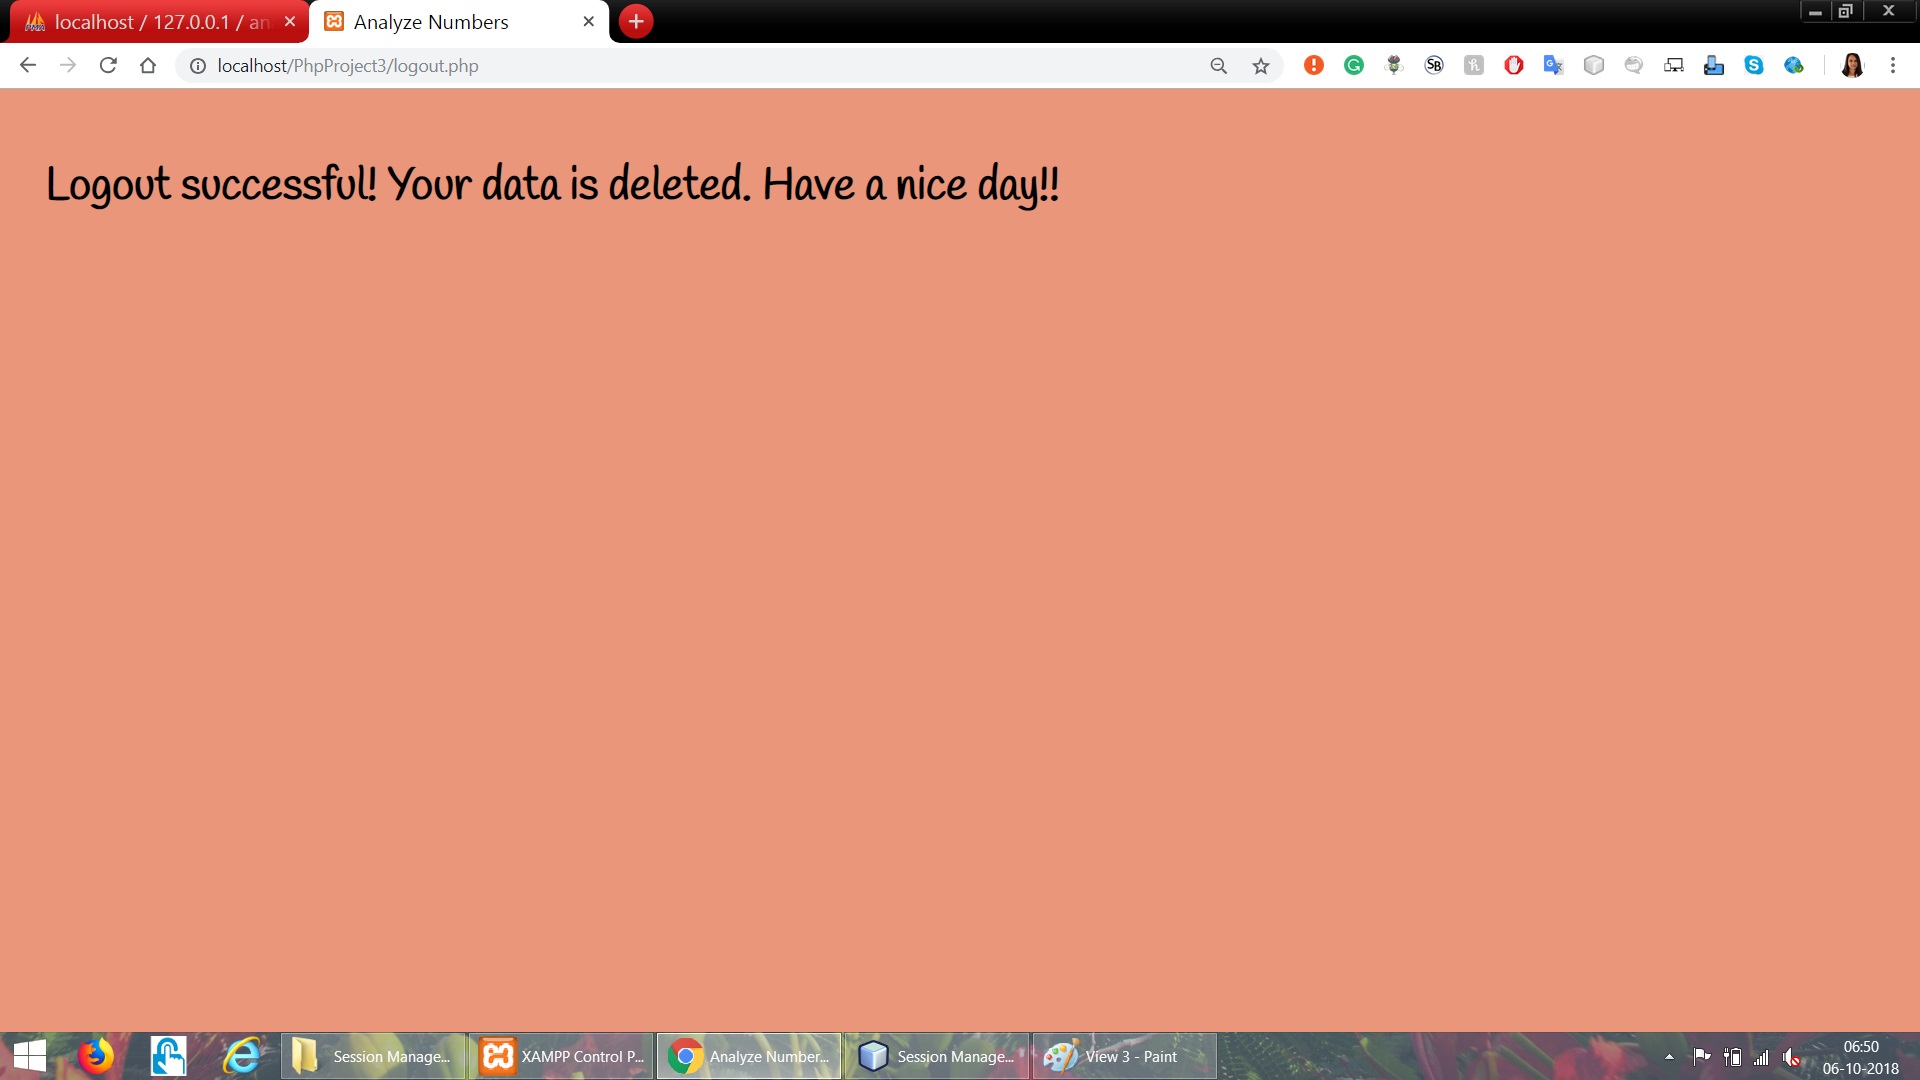 localhost / 127.0.0.1 / an
Analyze Numbers
localhost/PhpProject3/logout.php
Logout successful! Your data is deleted. Have a nice day!!
Session Manage...
XAMPP Control P...
Analyze Number...
Session Manage...
View 3 - Paint
06:50
06-10-2018